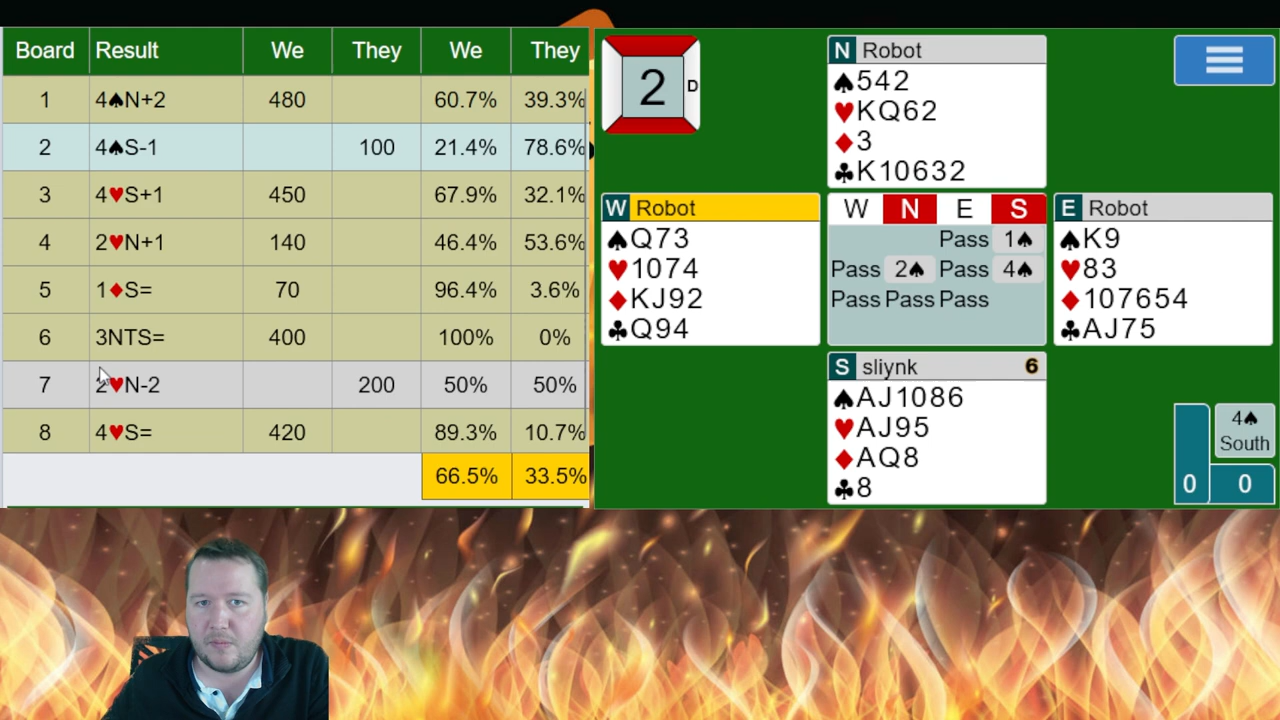 Board Result We They We They
1 4♠N+2 480 60.7% 39.3%
2 4♠S-1 100 21.4% 78.6%
3 4♥S+1 450 67.9% 32.1%
4 2♥N+1 140 46.4% 53.6%
5 1♦S= 70 96.4% 3.6%
6 3NTS= 400 100% 0%
7 2♥N-2 200 50% 50%
8 4♥S= 420 89.3% 10.7%
66.5% 33.5%
2 D
N Robot
♠542
♥KQ62
♦3
♣K10632
W Robot
♠Q73
♥1074
♦KJ92
♣Q94
W N E S
Pass 1♠
Pass 2♠ Pass 4♠
Pass Pass Pass
E Robot
♠K9
♥83
♦107654
♣AJ75
S sliynk 6
♠AJ1086
♥AJ95
♦AQ8
♣8
4♠
South
0 0